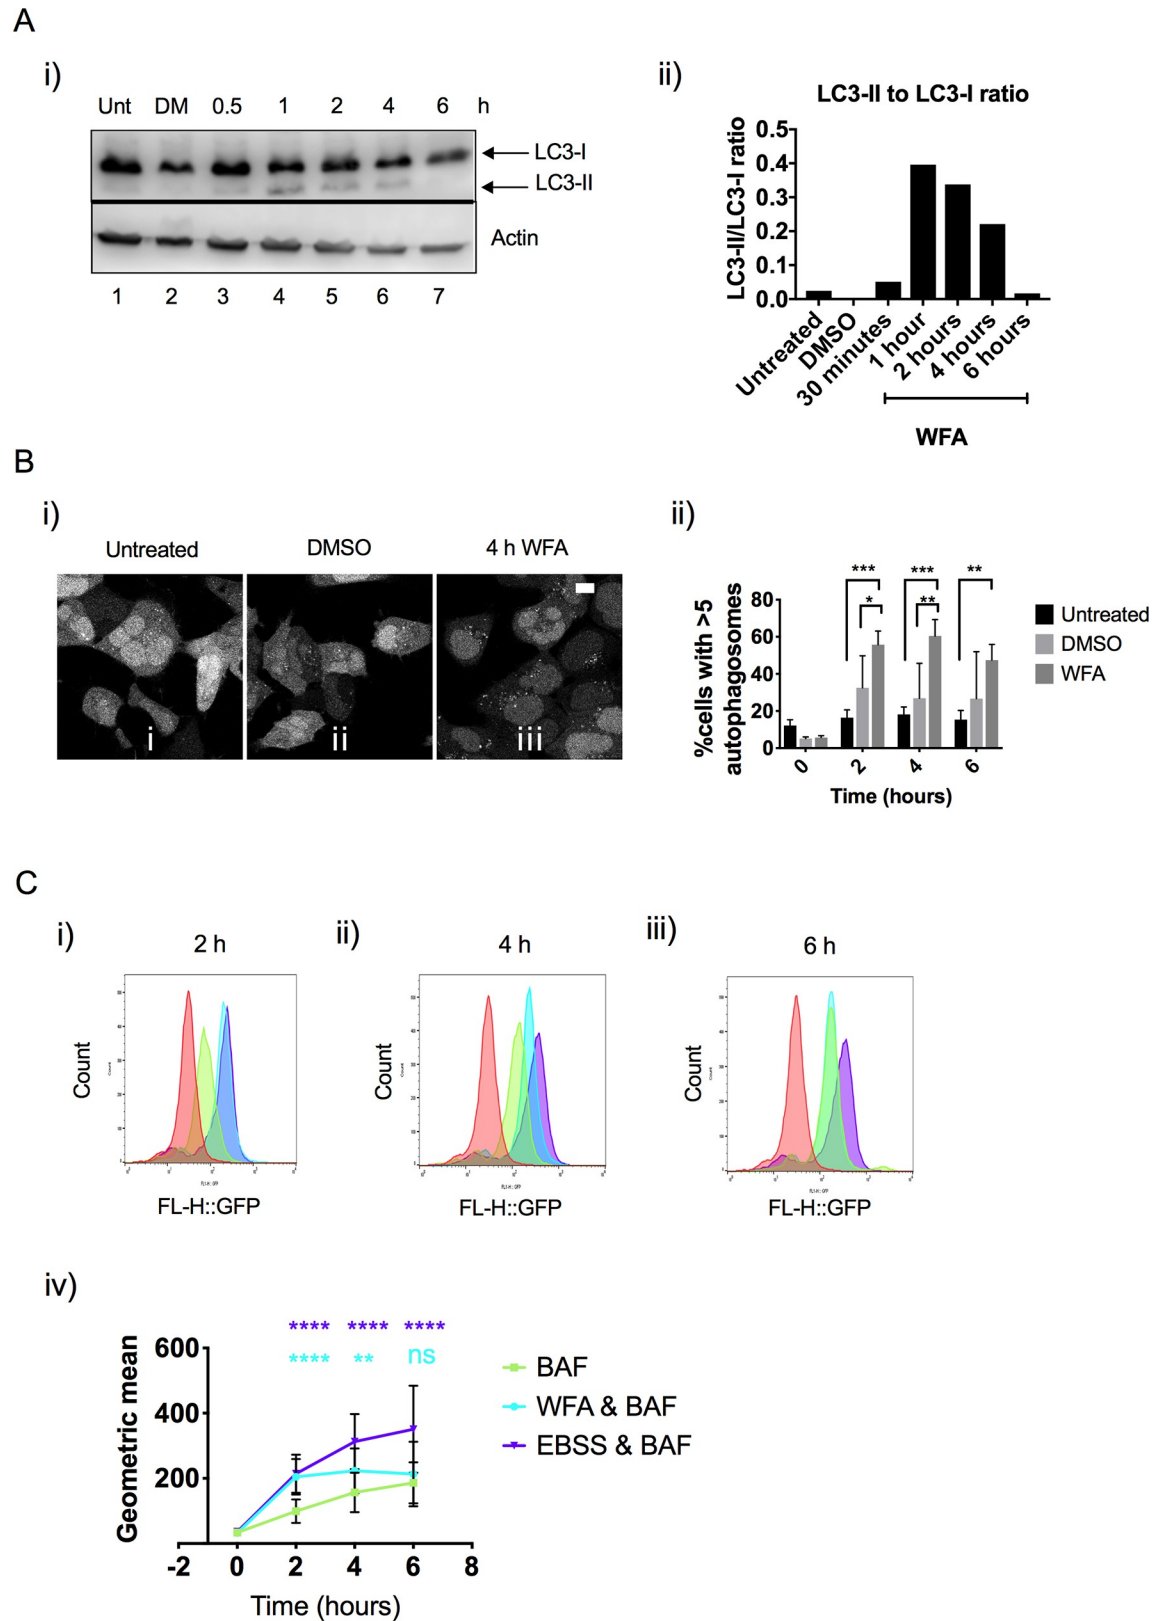 A
i)
Unt DM 0.5 1 2 4 6 h
LC3-I
LC3-II
Actin
1 2 3 4 5 6 7
ii)
LC3-II to LC3-I ratio
LC3-II/LC3-I ratio
0.5
0.4
0.3
0.2
0.1
0.0
Untreated
DMSO
30 minutes
1 hour
2 hours
4 hours
6 hours
WFA
B
i)
Untreated DMSO 4 h WFA
i ii iii
ii)
%cells with >5
autophagosomes
80
60
40
20
0
*** *** **
* **
0 2 4 6
Time (hours)
Untreated
DMSO
WFA
C
i)
2 h
Count
FL-H::GFP
ii)
4 h
Count
FL-H::GFP
iii)
6 h
Count
FL-H::GFP
iv)
**** **** ****
**** ** ns
Geometric mean
600
400
200
-2 0 2 4 6 8
Time (hours)
BAF
WFA & BAF
EBSS & BAF